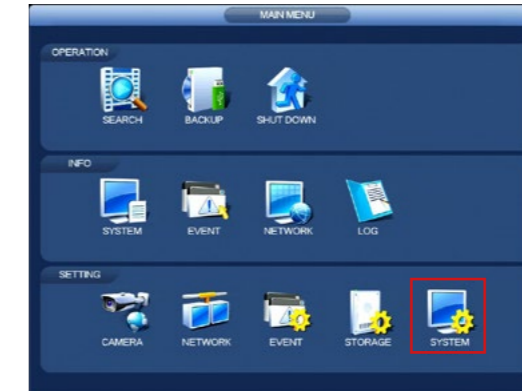 MAIN MENU
OPERATION
SEARCH BACKUP SHUT DOWN
INFO
SYSTEM EVENT NETWORK LOG
SETTING
CAMERA NETWORK EVENT STORAGE SYSTEM